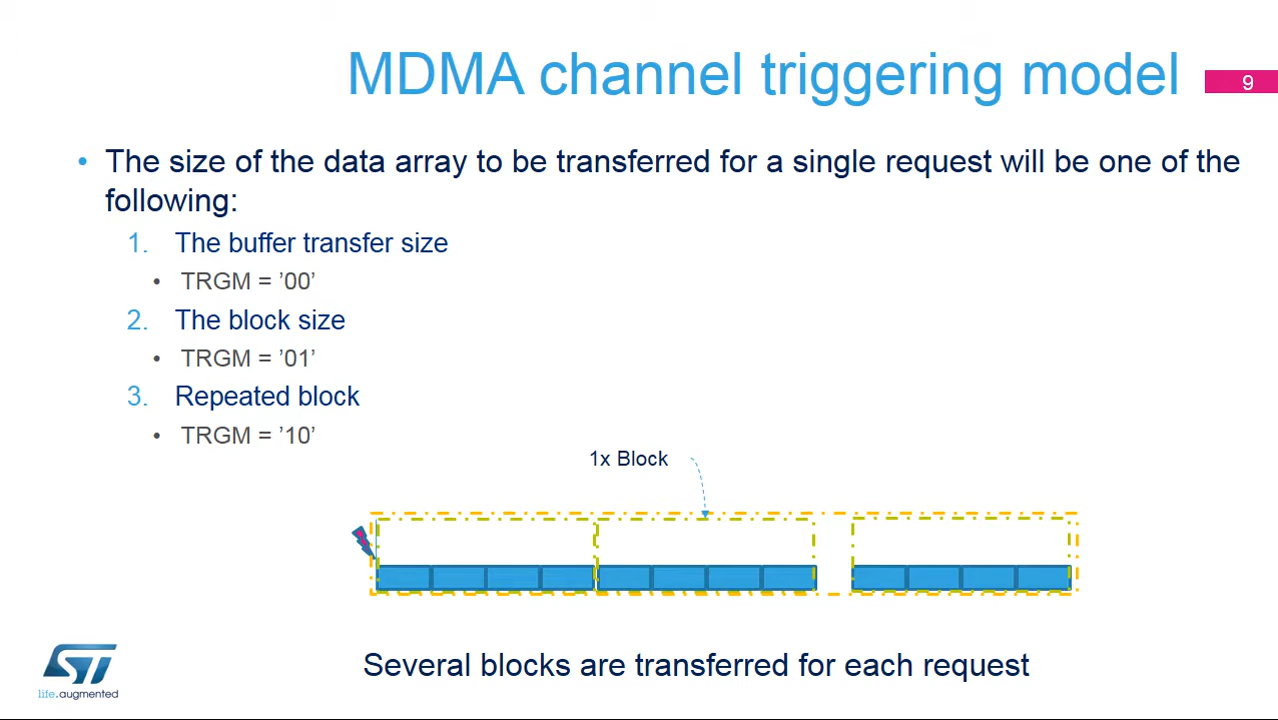 MDMA channel triggering model
9
• The size of the data array to be transferred for a single request will be one of the
following:
1. The buffer transfer size
• TRGM = ’00’
2. The block size
• TRGM = ’01’
3. Repeated block
• TRGM = ’10’
1x Block
Several blocks are transferred for each request
ST
life.augmented